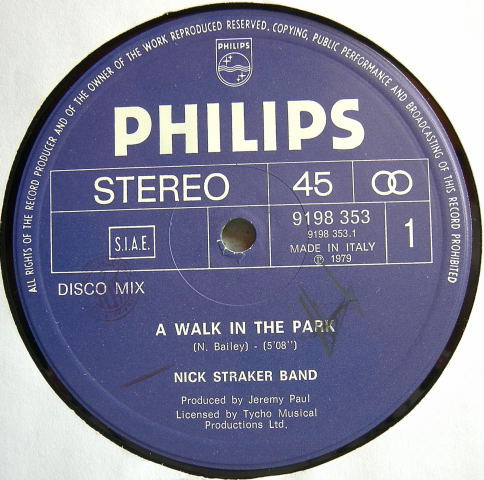 ALL RIGHTS OF THE RECORD PRODUCER AND OF THE OWNER OF THE WORK REPRODUCED RESERVED. COPYING, PUBLIC PERFORMANCE AND BROADCASTING OF THIS RECORD PROHIBITED
PHILIPS
PHILIPS
STEREO 45
S.I.A.E.
9198 353
9198 353.1
MADE IN ITALY
℗ 1979
1
DISCO MIX
A WALK IN THE PARK
(N. Bailey) - (5'08'')
NICK STRAKER BAND
Produced by Jeremy Paul
Licensed by Tycho Musical
Productions Ltd.